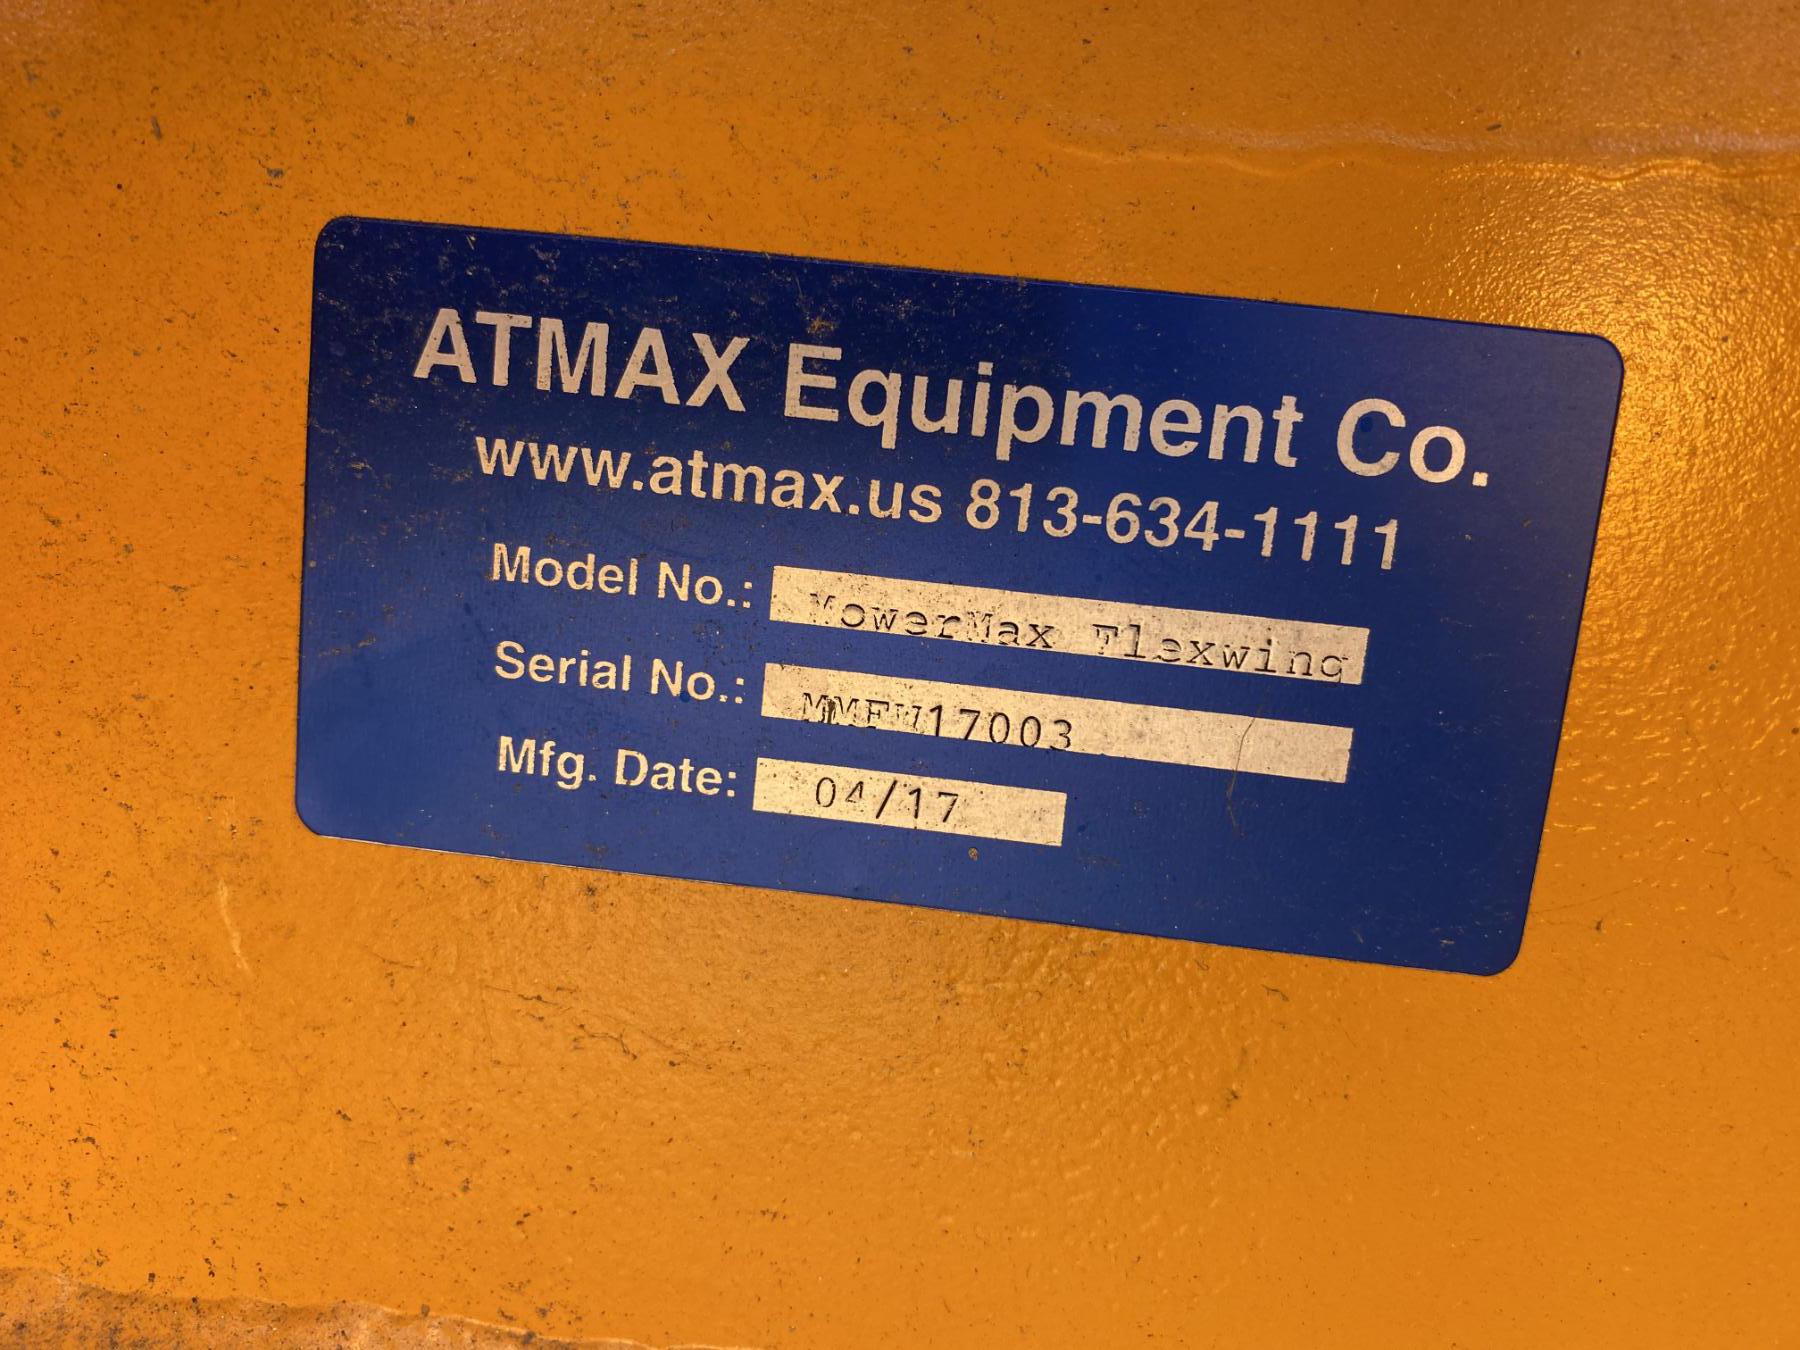 ATMAX Equipment Co.
www.atmax.us 813-634-1111
Model No.: MowerMax Flexwing
Serial No.: MMFW17003
Mfg. Date: 04/17